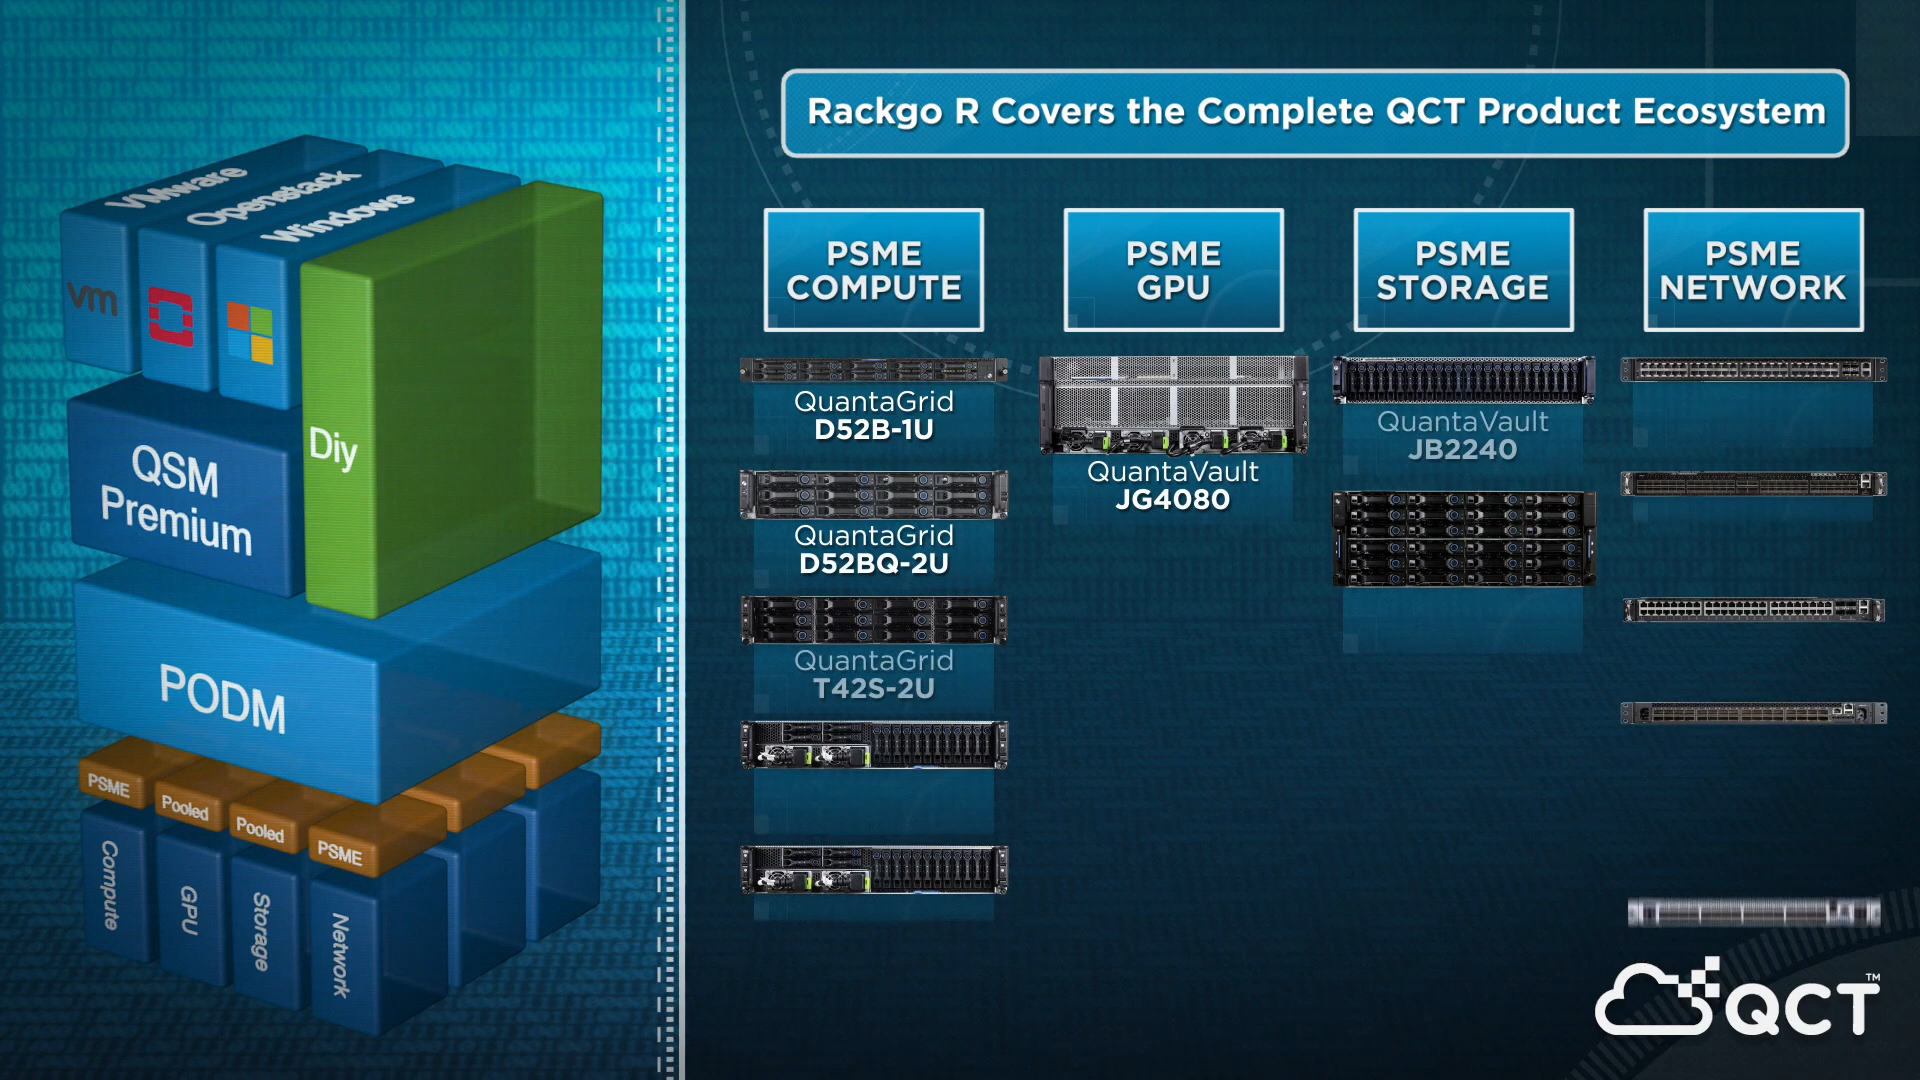 VMware
Openstack
Windows
vm
Diy
QSM
Premium
PODM
PSME
Pooled
Pooled
PSME
Compute
GPU
Storage
Network
Rackgo R Covers the Complete QCT Product Ecosystem
PSME
COMPUTE
PSME
GPU
PSME
STORAGE
PSME
NETWORK
QuantaGrid
D52B-1U
QuantaGrid
D52BQ-2U
QuantaGrid
T42S-2U
QuantaVault
JG4080
QuantaVault
JB2240
QCT™